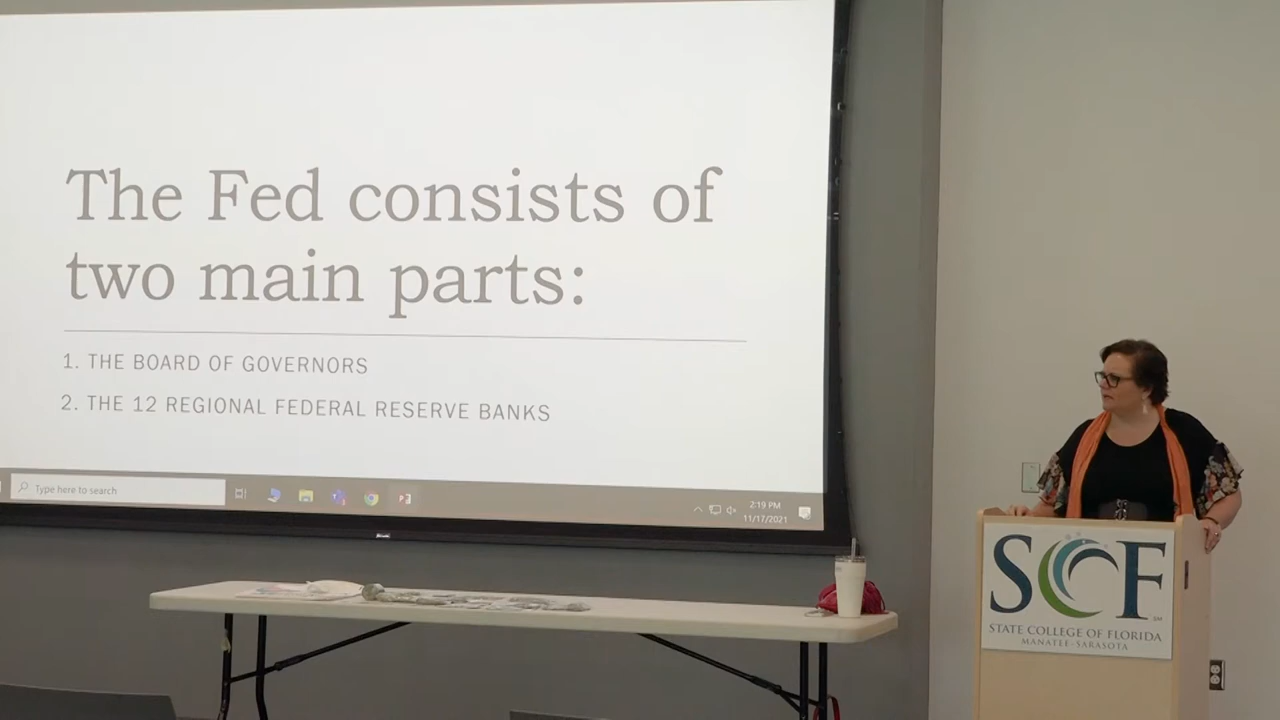 The Fed consists of
two main parts:
1. THE BOARD OF GOVERNORS
2. THE 12 REGIONAL FEDERAL RESERVE BANKS
Type here to search
2:19 PM
11/17/2021
SCF
SM
STATE COLLEGE OF FLORIDA
MANATEE-SARASOTA